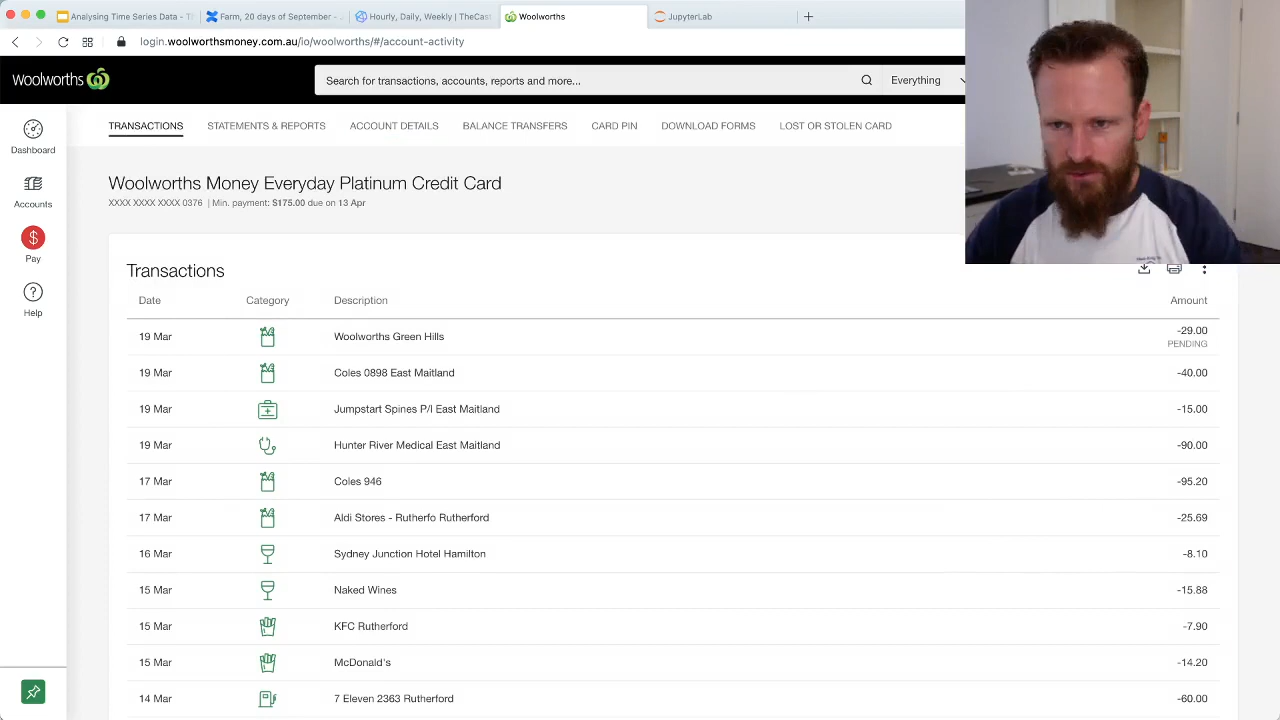 Analysing Time Series Data - Ti
Farm, 20 days of September -
Hourly, Daily, Weekly | TheCast
Woolworths
JupyterLab
login.woolworthsmoney.com.au/io/woolworths/#/account-activity
Woolworths
Search for transactions, accounts, reports and more...
Everything
TRANSACTIONS
STATEMENTS & REPORTS
ACCOUNT DETAILS
BALANCE TRANSFERS
CARD PIN
DOWNLOAD FORMS
LOST OR STOLEN CARD
Dashboard
Accounts
Pay
Help
Woolworths Money Everyday Platinum Credit Card
XXXX XXXX XXXX 0376 | Min. payment: $175.00 due on 13 Apr
Transactions
Date Category Description Amount
19 Mar Woolworths Green Hills -29.00
PENDING
19 Mar Coles 0898 East Maitland -40.00
19 Mar Jumpstart Spines P/l East Maitland -15.00
19 Mar Hunter River Medical East Maitland -90.00
17 Mar Coles 946 -95.20
17 Mar Aldi Stores - Rutherfo Rutherford -25.69
16 Mar Sydney Junction Hotel Hamilton -8.10
15 Mar Naked Wines -15.88
15 Mar KFC Rutherford -7.90
15 Mar McDonald's -14.20
14 Mar 7 Eleven 2363 Rutherford -60.00